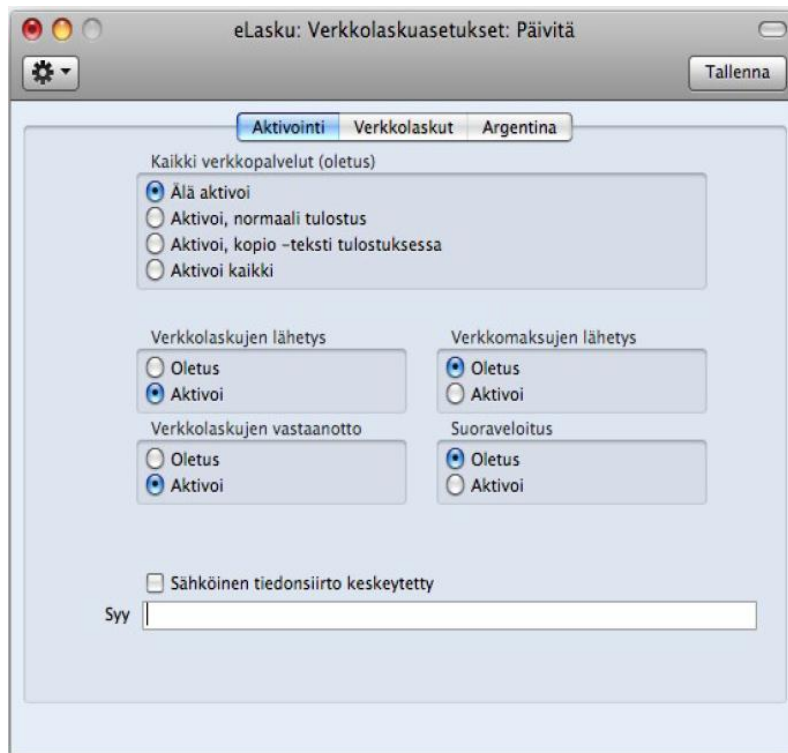 eLasku: Verkkolaskuasetukset: Päivitä
Tallenna
Aktivointi Verkkolaskut Argentina
Kaikki verkkopalvelut (oletus)
Älä aktivoi
Aktivoi, normaali tulostus
Aktivoi, kopio -teksti tulostuksessa
Aktivoi kaikki
Verkkolaskujen lähetys
Oletus
Aktivoi
Verkkomaksujen lähetys
Oletus
Aktivoi
Verkkolaskujen vastaanotto
Oletus
Aktivoi
Suoraveloitus
Oletus
Aktivoi
Sähköinen tiedonsiirto keskeytetty
Syy